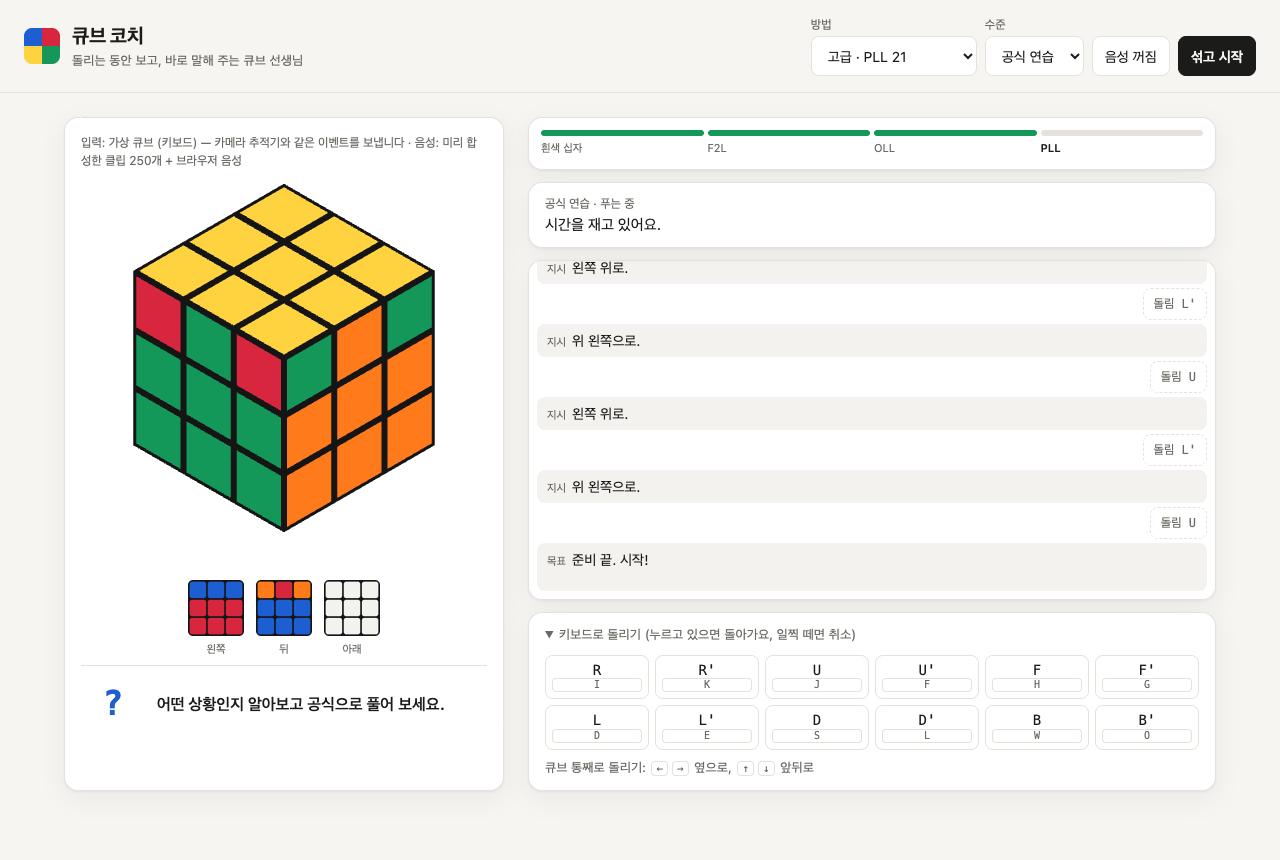 큐브 코치
돌리는 동안 보고, 바로 말해 주는 큐브 선생님
방법
수준
고급 · PLL 21
공식 연습
음성 꺼짐
섞고 시작
입력: 가상 큐브 (키보드) — 카메라 추적기와 같은 이벤트를 보냅니다 · 음성: 미리 합
성한 클립 250개 + 브라우저 음성
왼쪽
뒤
아래
?
어떤 상황인지 알아보고 공식으로 풀어 보세요.
흰색 십자
F2L
OLL
PLL
공식 연습 · 푸는 중
시간을 재고 있어요.
지시 왼쪽 위로.
돌림 L'
지시 위 왼쪽으로.
돌림 U
지시 왼쪽 위로.
돌림 L'
지시 위 왼쪽으로.
돌림 U
목표 준비 끝. 시작!
▼ 키보드로 돌리기 (누르고 있으면 돌아가요, 일찍 떼면 취소)
R R' U U' F F'
I K J F H G
L L' D D' B B'
D E S L W O
큐브 통째로 돌리기: ← → 옆으로, ↑ ↓ 앞뒤로